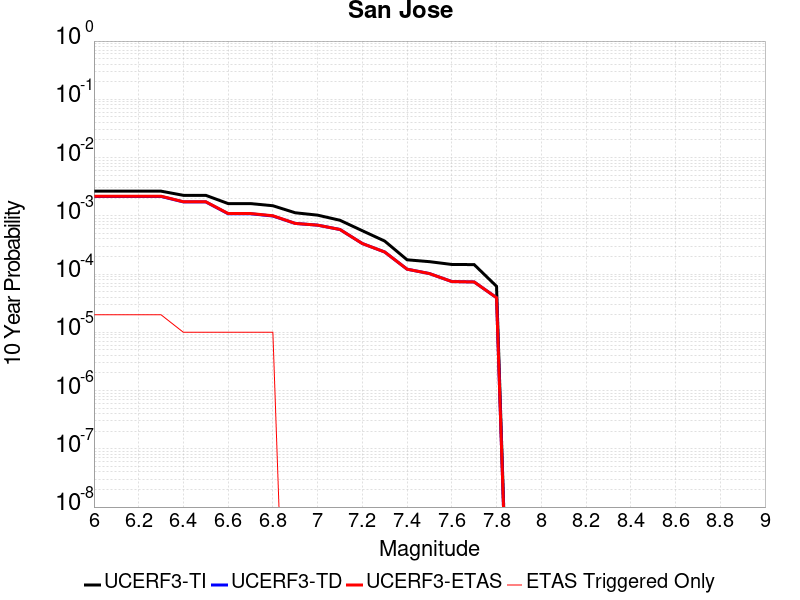 San Jose
10^0
10^-1
10^-2
10^-3
10^-4
10^-5
10^-6
10^-7
10^-8
10 Year Probability
6 6.2 6.4 6.6 6.8 7 7.2 7.4 7.6 7.8 8 8.2 8.4 8.6 8.8 9
Magnitude
UCERF3-TI UCERF3-TD UCERF3-ETAS ETAS Triggered Only